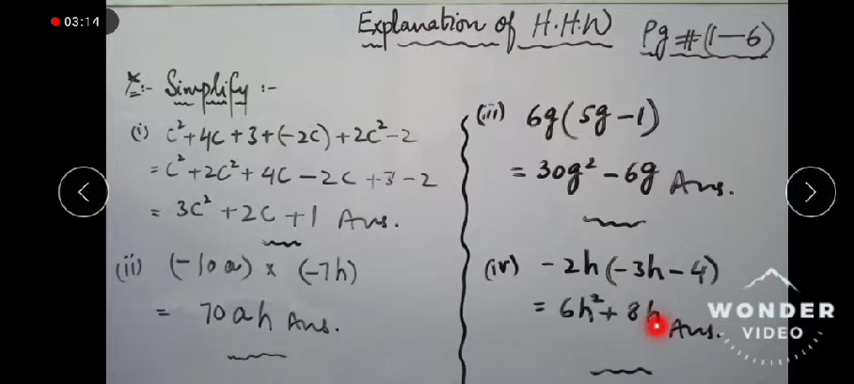 03:14
Explanation of H.H.W Pg # (1-6)
Simplify :-
(i) c² + 4c + 3 + (-2c) + 2c² - 2
= c² + 2c² + 4c - 2c + 3 - 2
= 3c² + 2c + 1 Ans.
(ii) (-10a) × (-7h)
= 70ah Ans.
(iii) 6g(5g - 1)
= 30g² - 6g Ans.
(iv) -2h(-3h - 4)
= 6h² + 8h Ans.
WONDER
VIDEO